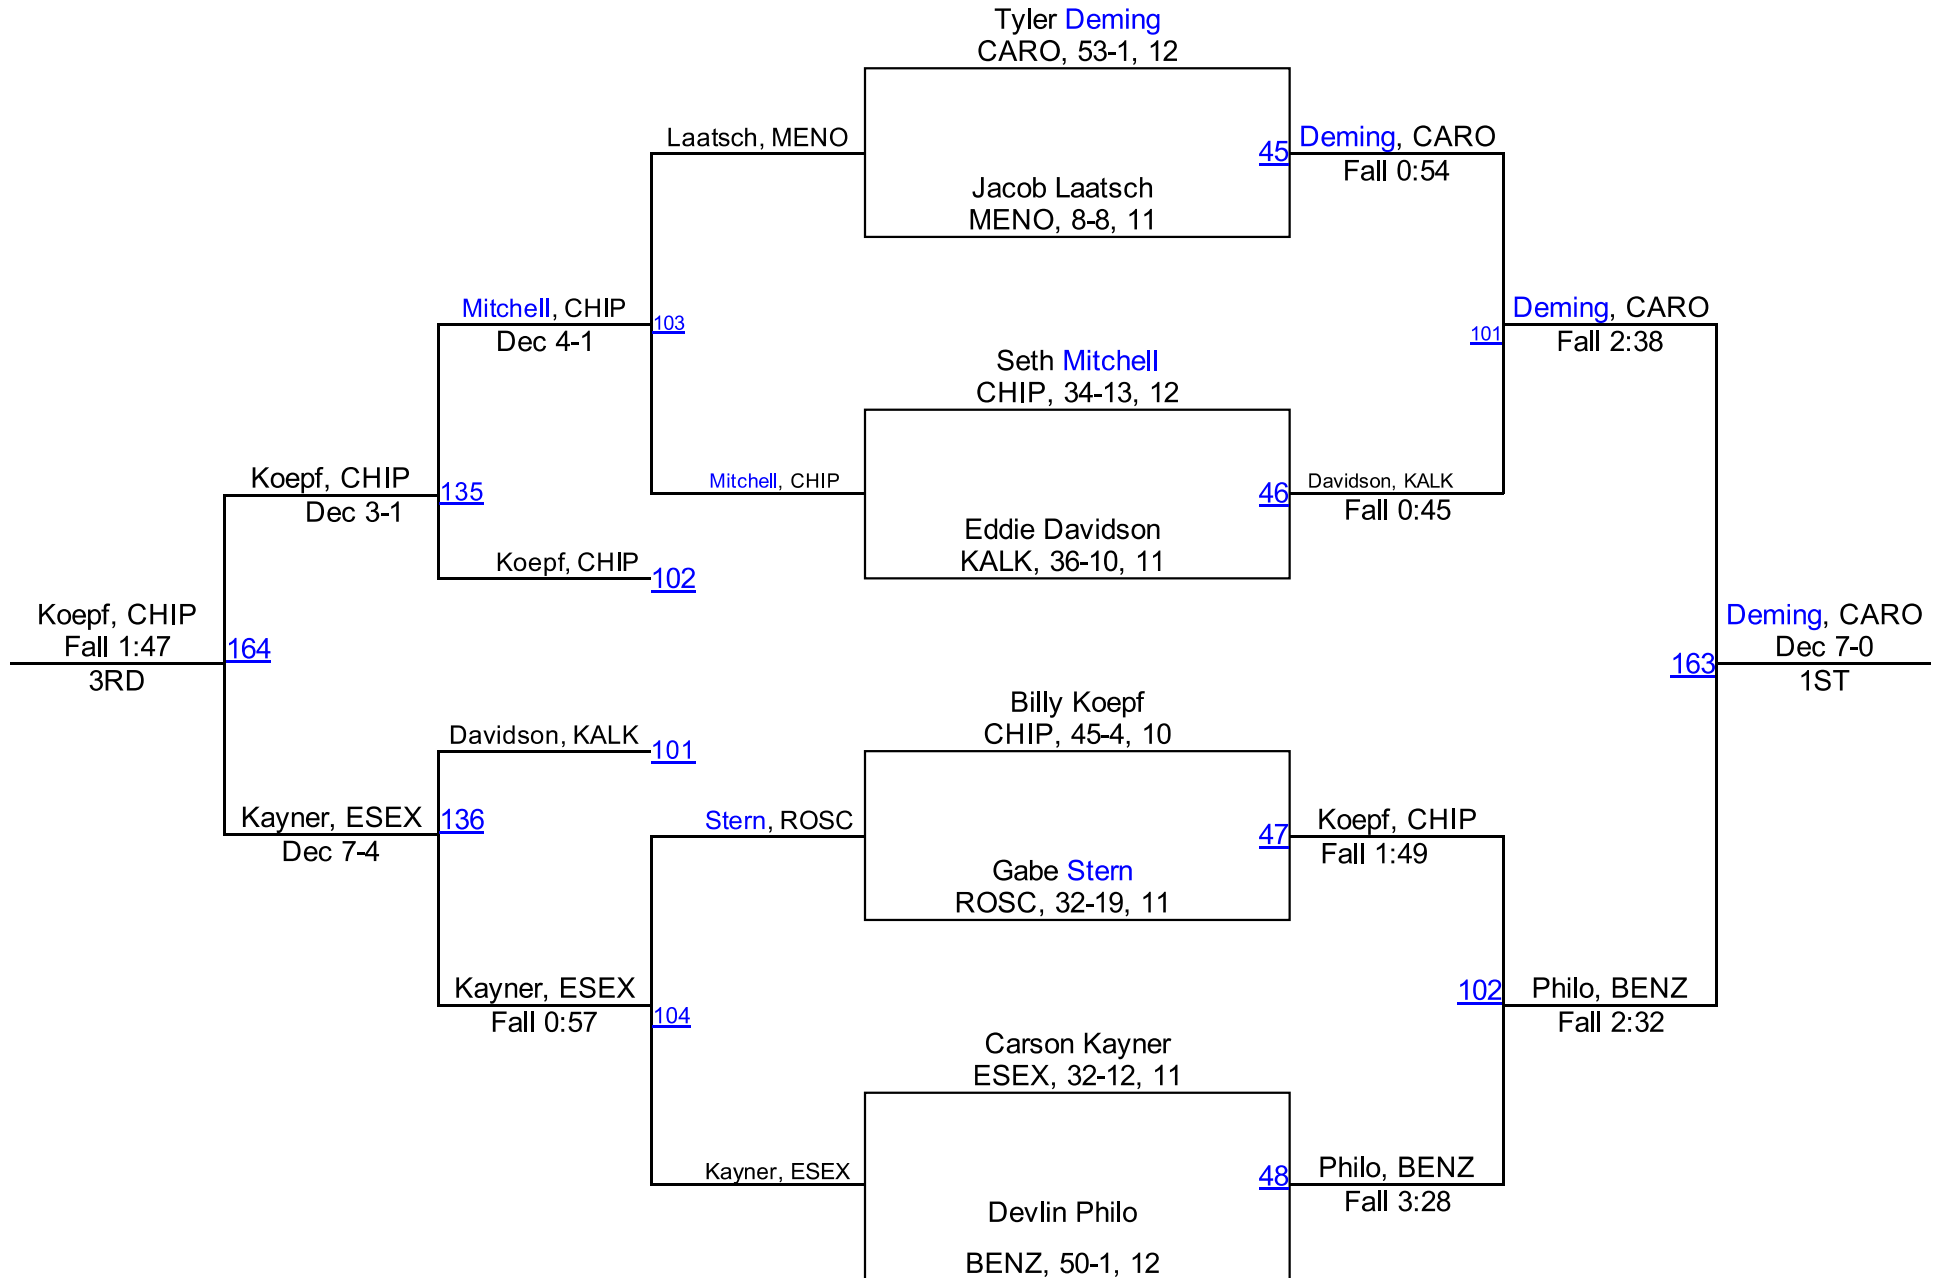 Tyler Deming
CARO, 53-1, 12
Laatsch, MENO
45
Deming, CARO
Fall 0:54
Jacob Laatsch
MENO, 8-8, 11
Mitchell, CHIP
Dec 4-1
103
101
Deming, CARO
Fall 2:38
Seth Mitchell
CHIP, 34-13, 12
Koepf, CHIP
Dec 3-1
135
Mitchell, CHIP
46
Davidson, KALK
Fall 0:45
Eddie Davidson
KALK, 36-10, 11
Koepf, CHIP
102
Koepf, CHIP
Fall 1:47
3RD
164
163
Deming, CARO
Dec 7-0
1ST
Billy Koepf
CHIP, 45-4, 10
Davidson, KALK
101
Kayner, ESEX
Dec 7-4
136
Stern, ROSC
47
Koepf, CHIP
Fall 1:49
Gabe Stern
ROSC, 32-19, 11
Kayner, ESEX
Fall 0:57
104
102
Philo, BENZ
Fall 2:32
Carson Kayner
ESEX, 32-12, 11
Kayner, ESEX
48
Philo, BENZ
Fall 3:28
Devlin Philo
BENZ, 50-1, 12